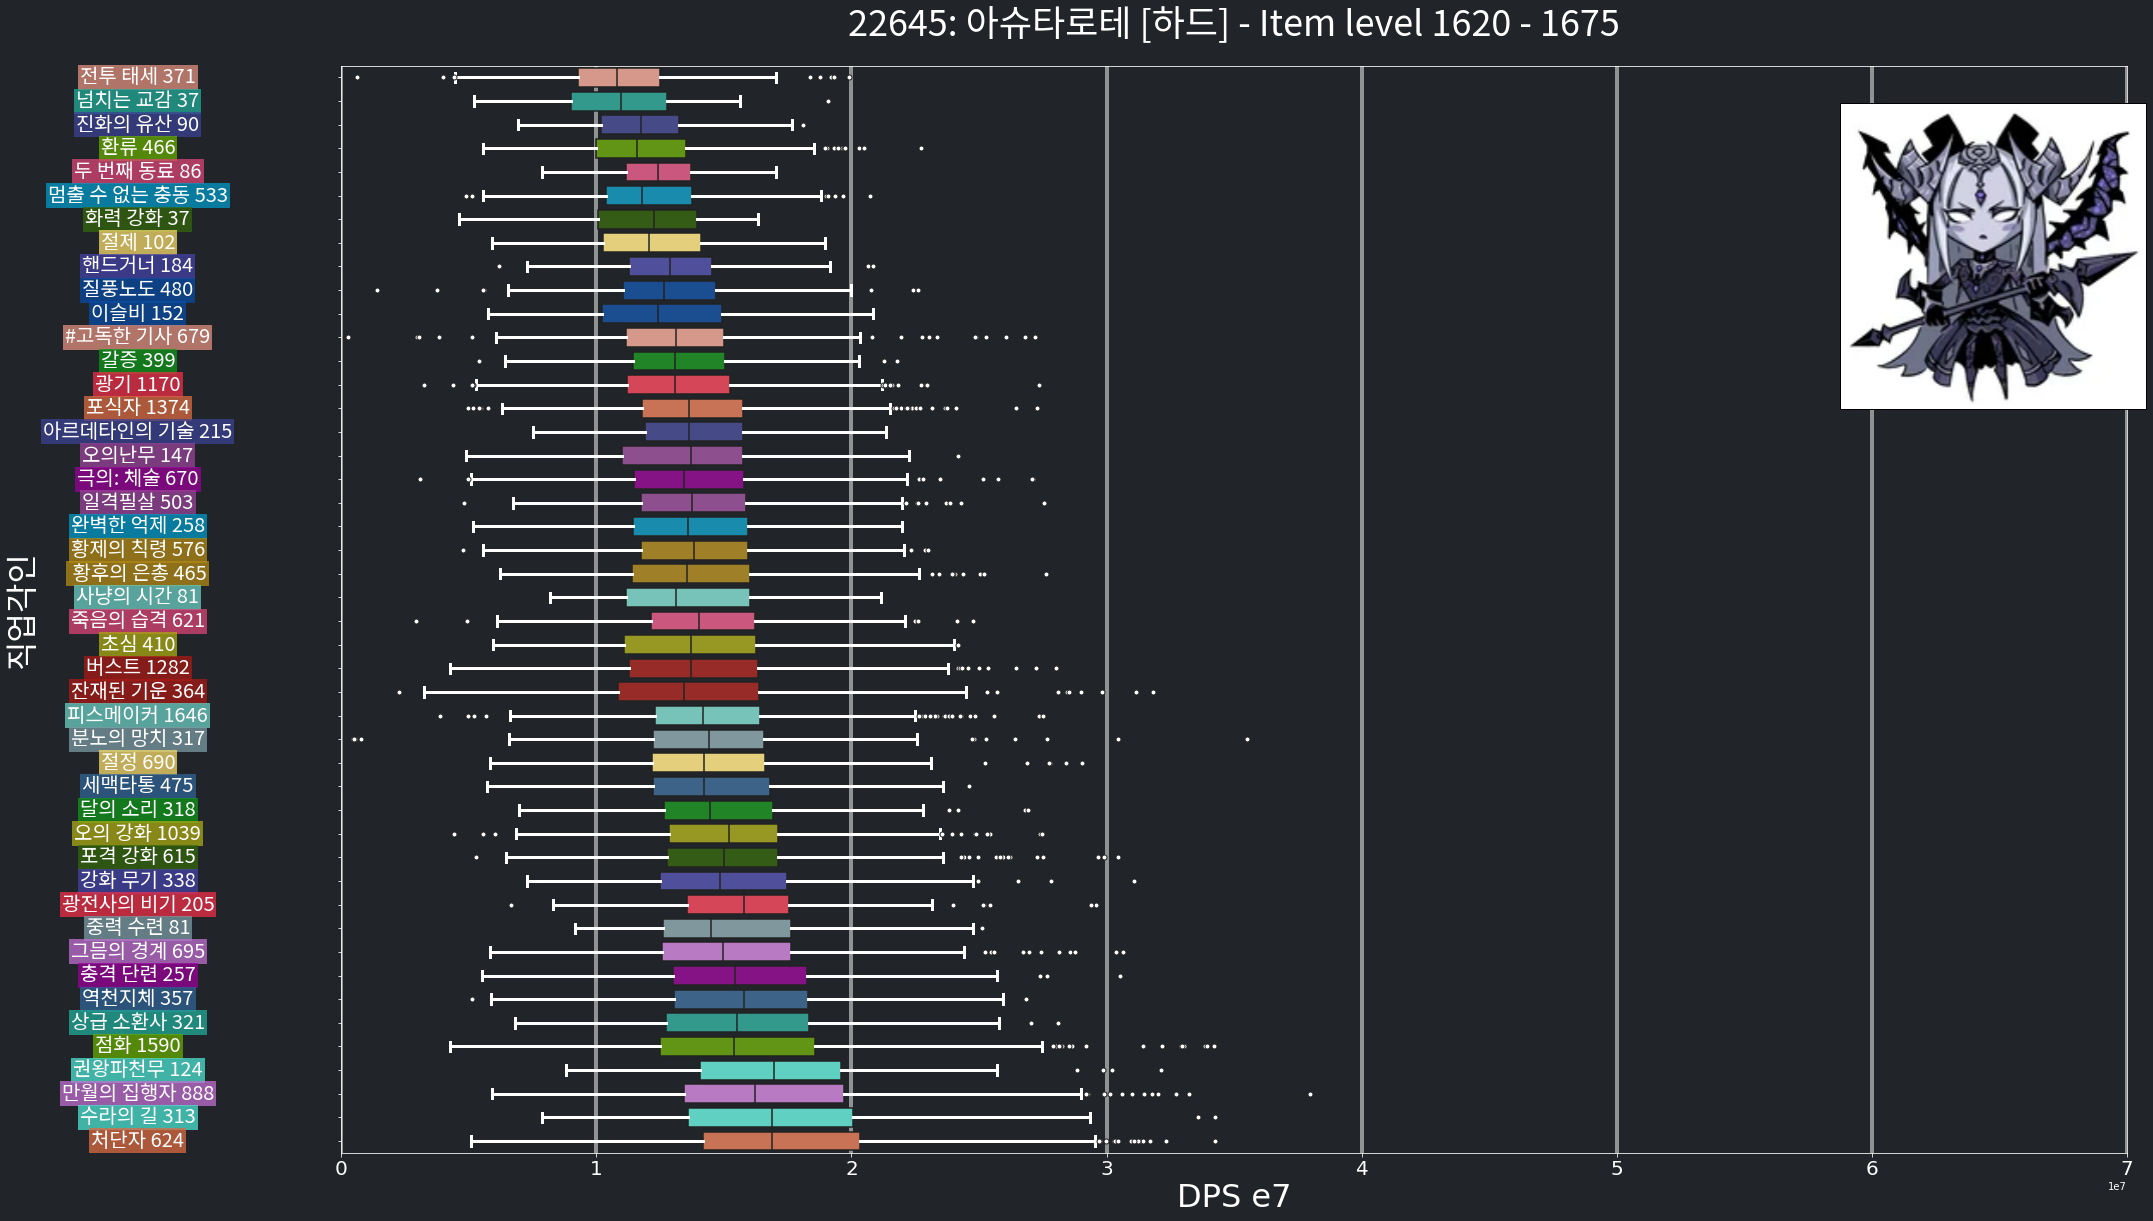 22645: 아슈타로테 [하드] - Item level 1620 - 1675
전투 태세 371
넘치는 교감 37
진화의 유산 90
환류 466
두 번째 동료 86
멈출 수 없는 충동 533
화력 강화 37
절제 102
핸드거너 184
질풍노도 480
이슬비 152
#고독한 기사 679
갈증 399
광기 1170
포식자 1374
아르데타인의 기술 215
오의난무 147
극의: 체술 670
일격필살 503
완벽한 억제 258
황제의 칙령 576
황후의 은총 465
사냥의 시간 81
죽음의 습격 621
초심 410
버스트 1282
잔재된 기운 364
피스메이커 1646
분노의 망치 317
절정 690
세맥타통 475
달의 소리 318
오의 강화 1039
포격 강화 615
강화 무기 338
광전사의 비기 205
중력 수련 81
그믐의 경계 695
충격 단련 257
역천지체 357
상급 소환사 321
점화 1590
권왕파천무 124
만월의 집행자 888
수라의 길 313
처단자 624
직업각인
0 1 2 3 4 5 6 7
1e7
DPS e7